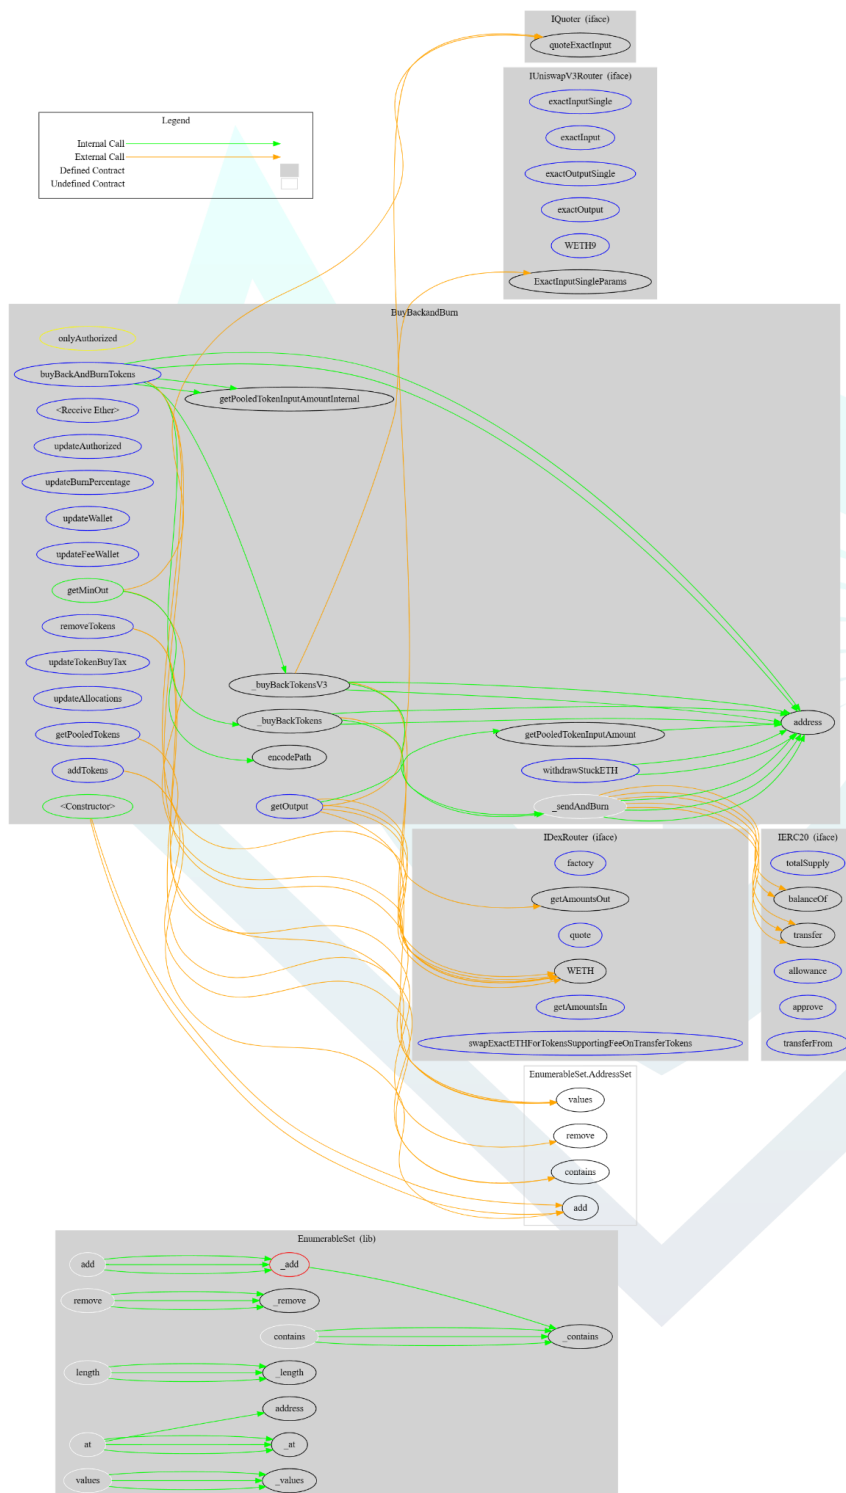 IQuoter (iface)
quoteExactInput
IUniswapV3Router (iface)
exactInputSingle
exactInput
exactOutputSingle
exactOutput
WETH9
ExactInputSingleParams
Legend
Internal Call
External Call
Defined Contract
Undefined Contract
BuyBackandBurn
onlyAuthorized
buyBackAndBurnTokens
getPooledTokenInputAmountInternal
<Receive Ether>
updateAuthorized
updateBurnPercentage
updateWallet
updateFeeWallet
getMinOut
removeTokens
updateTokenBuyTax
updateAllocations
getPooledTokens
addTokens
<Constructor>
_buyBackTokensV3
_buyBackTokens
encodePath
getOutput
getPooledTokenInputAmount
withdrawStuckETH
_sendAndBurn
address
IDexRouter (iface)
factory
getAmountsOut
quote
WETH
getAmountsIn
swapExactETHForTokensSupportingFeeOnTransferTokens
IERC20 (iface)
totalSupply
balanceOf
transfer
allowance
approve
transferFrom
EnumerableSet.AddressSet
values
remove
contains
add
EnumerableSet (lib)
add
_add
remove
_remove
contains
_contains
length
_length
address
at
_at
values
_values